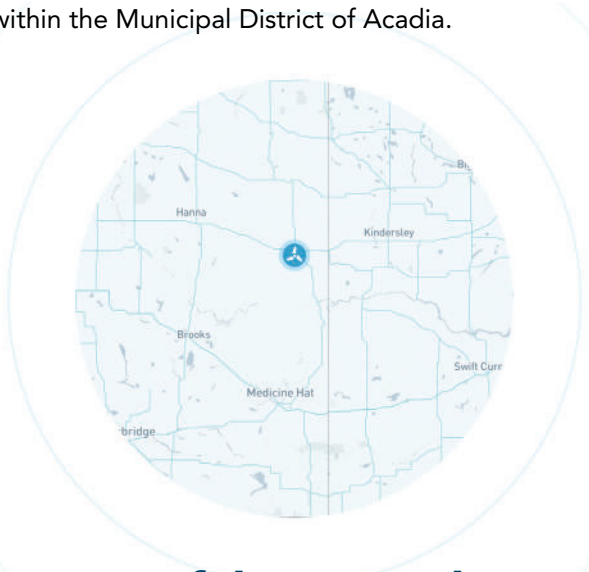 within the Municipal District of Acadia.
Hanna
Kindersley
Brooks
Swift Curr
Medicine Hat
bridge